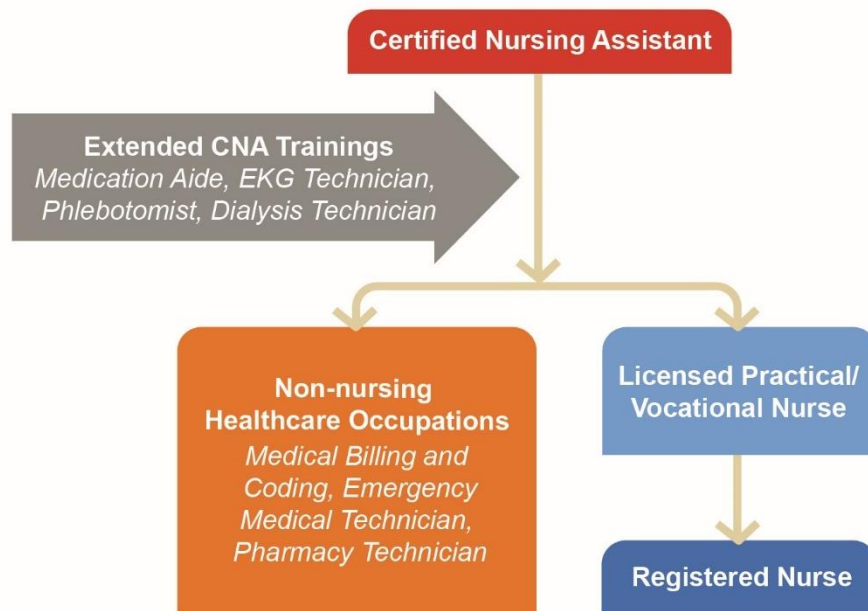 Certified Nursing Assistant
Extended CNA Trainings
Medication Aide, EKG Technician,
Phlebotomist, Dialysis Technician
Non-nursing
Healthcare Occupations
Medical Billing and
Coding, Emergency
Medical Technician,
Pharmacy Technician
Licensed Practical/
Vocational Nurse
Registered Nurse